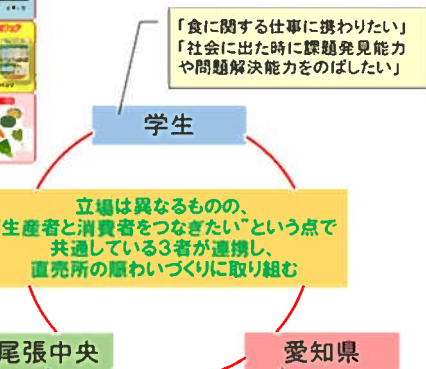 「食に関する仕事に携わりたい」
「社会に出た時に課題発見能力
や問題解決能力をのばしたい」
学生
立場は異なるものの、
"生産者と消費者をつなぎたい"という点で
共通している3者が連携し、
直売所の賑わいづくりに取り組む
尾張中央
愛知県